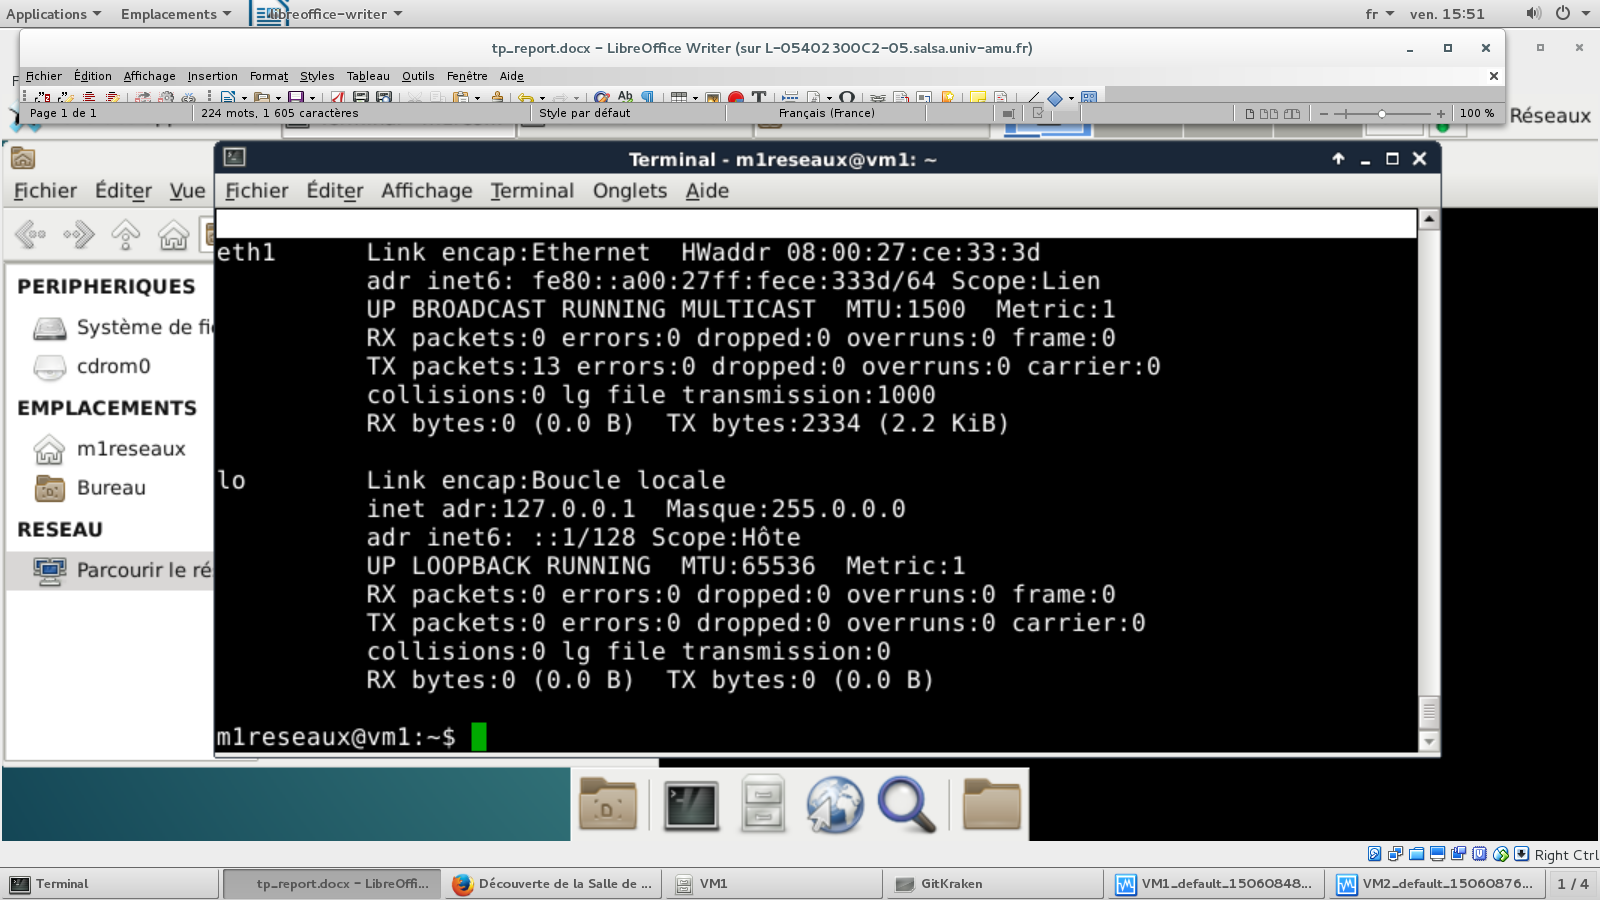 Applications
Emplacements
libreoffice-writer
fr
ven. 15:51
tp_report.docx - LibreOffice Writer (sur L-05402300C2-05.salsa.univ-amu.fr)
Fichier Édition Affichage Insertion Format Styles Tableau Outils Fenêtre Aide
Page 1 de 1
224 mots, 1 605 caractères
Style par défaut
Français (France)
100 %
Réseaux
Terminal - m1reseaux@vm1: ~
Fichier Éditer Vue
Fichier Éditer Affichage Terminal Onglets Aide
eth1 Link encap:Ethernet HWaddr 08:00:27:ce:33:3d
adr inet6: fe80::a00:27ff:fece:333d/64 Scope:Lien
UP BROADCAST RUNNING MULTICAST MTU:1500 Metric:1
RX packets:0 errors:0 dropped:0 overruns:0 frame:0
TX packets:13 errors:0 dropped:0 overruns:0 carrier:0
collisions:0 lg file transmission:1000
RX bytes:0 (0.0 B) TX bytes:2334 (2.2 KiB)
lo Link encap:Boucle locale
inet adr:127.0.0.1 Masque:255.0.0.0
adr inet6: ::1/128 Scope:Hôte
UP LOOPBACK RUNNING MTU:65536 Metric:1
RX packets:0 errors:0 dropped:0 overruns:0 frame:0
TX packets:0 errors:0 dropped:0 overruns:0 carrier:0
collisions:0 lg file transmission:0
RX bytes:0 (0.0 B) TX bytes:0 (0.0 B)
m1reseaux@vm1:~$
PERIPHERIQUES
Système de fi
cdrom0
EMPLACEMENTS
m1reseaux
Bureau
RESEAU
Parcourir le ré
Right Ctrl
Terminal
tp_report.docx - LibreOffi...
Découverte de la Salle de ...
VM1
GitKraken
VM1_default_15060848...
VM2_default_15060876...
1 / 4